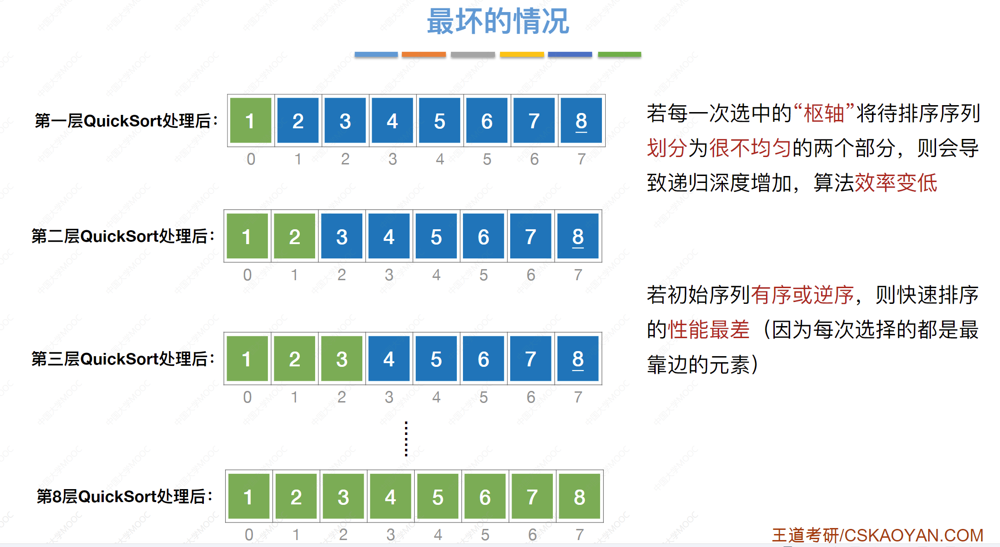 最坏的情况
第一层QuickSort处理后：
1 2 3 4 5 6 7 8
0 1 2 3 4 5 6 7
第二层QuickSort处理后：
1 2 3 4 5 6 7 8
0 1 2 3 4 5 6 7
第三层QuickSort处理后：
1 2 3 4 5 6 7 8
0 1 2 3 4 5 6 7
……
第8层QuickSort处理后：
1 2 3 4 5 6 7 8
0 1 2 3 4 5 6 7
若每一次选中的“枢轴”将待排序序列
划分为很不均匀的两个部分，则会导
致递归深度增加，算法效率变低
若初始序列有序或逆序，则快速排序
的性能最差（因为每次选择的都是最
靠边的元素）
王道考研/CSKAOYAN.COM
中国大学MOOC